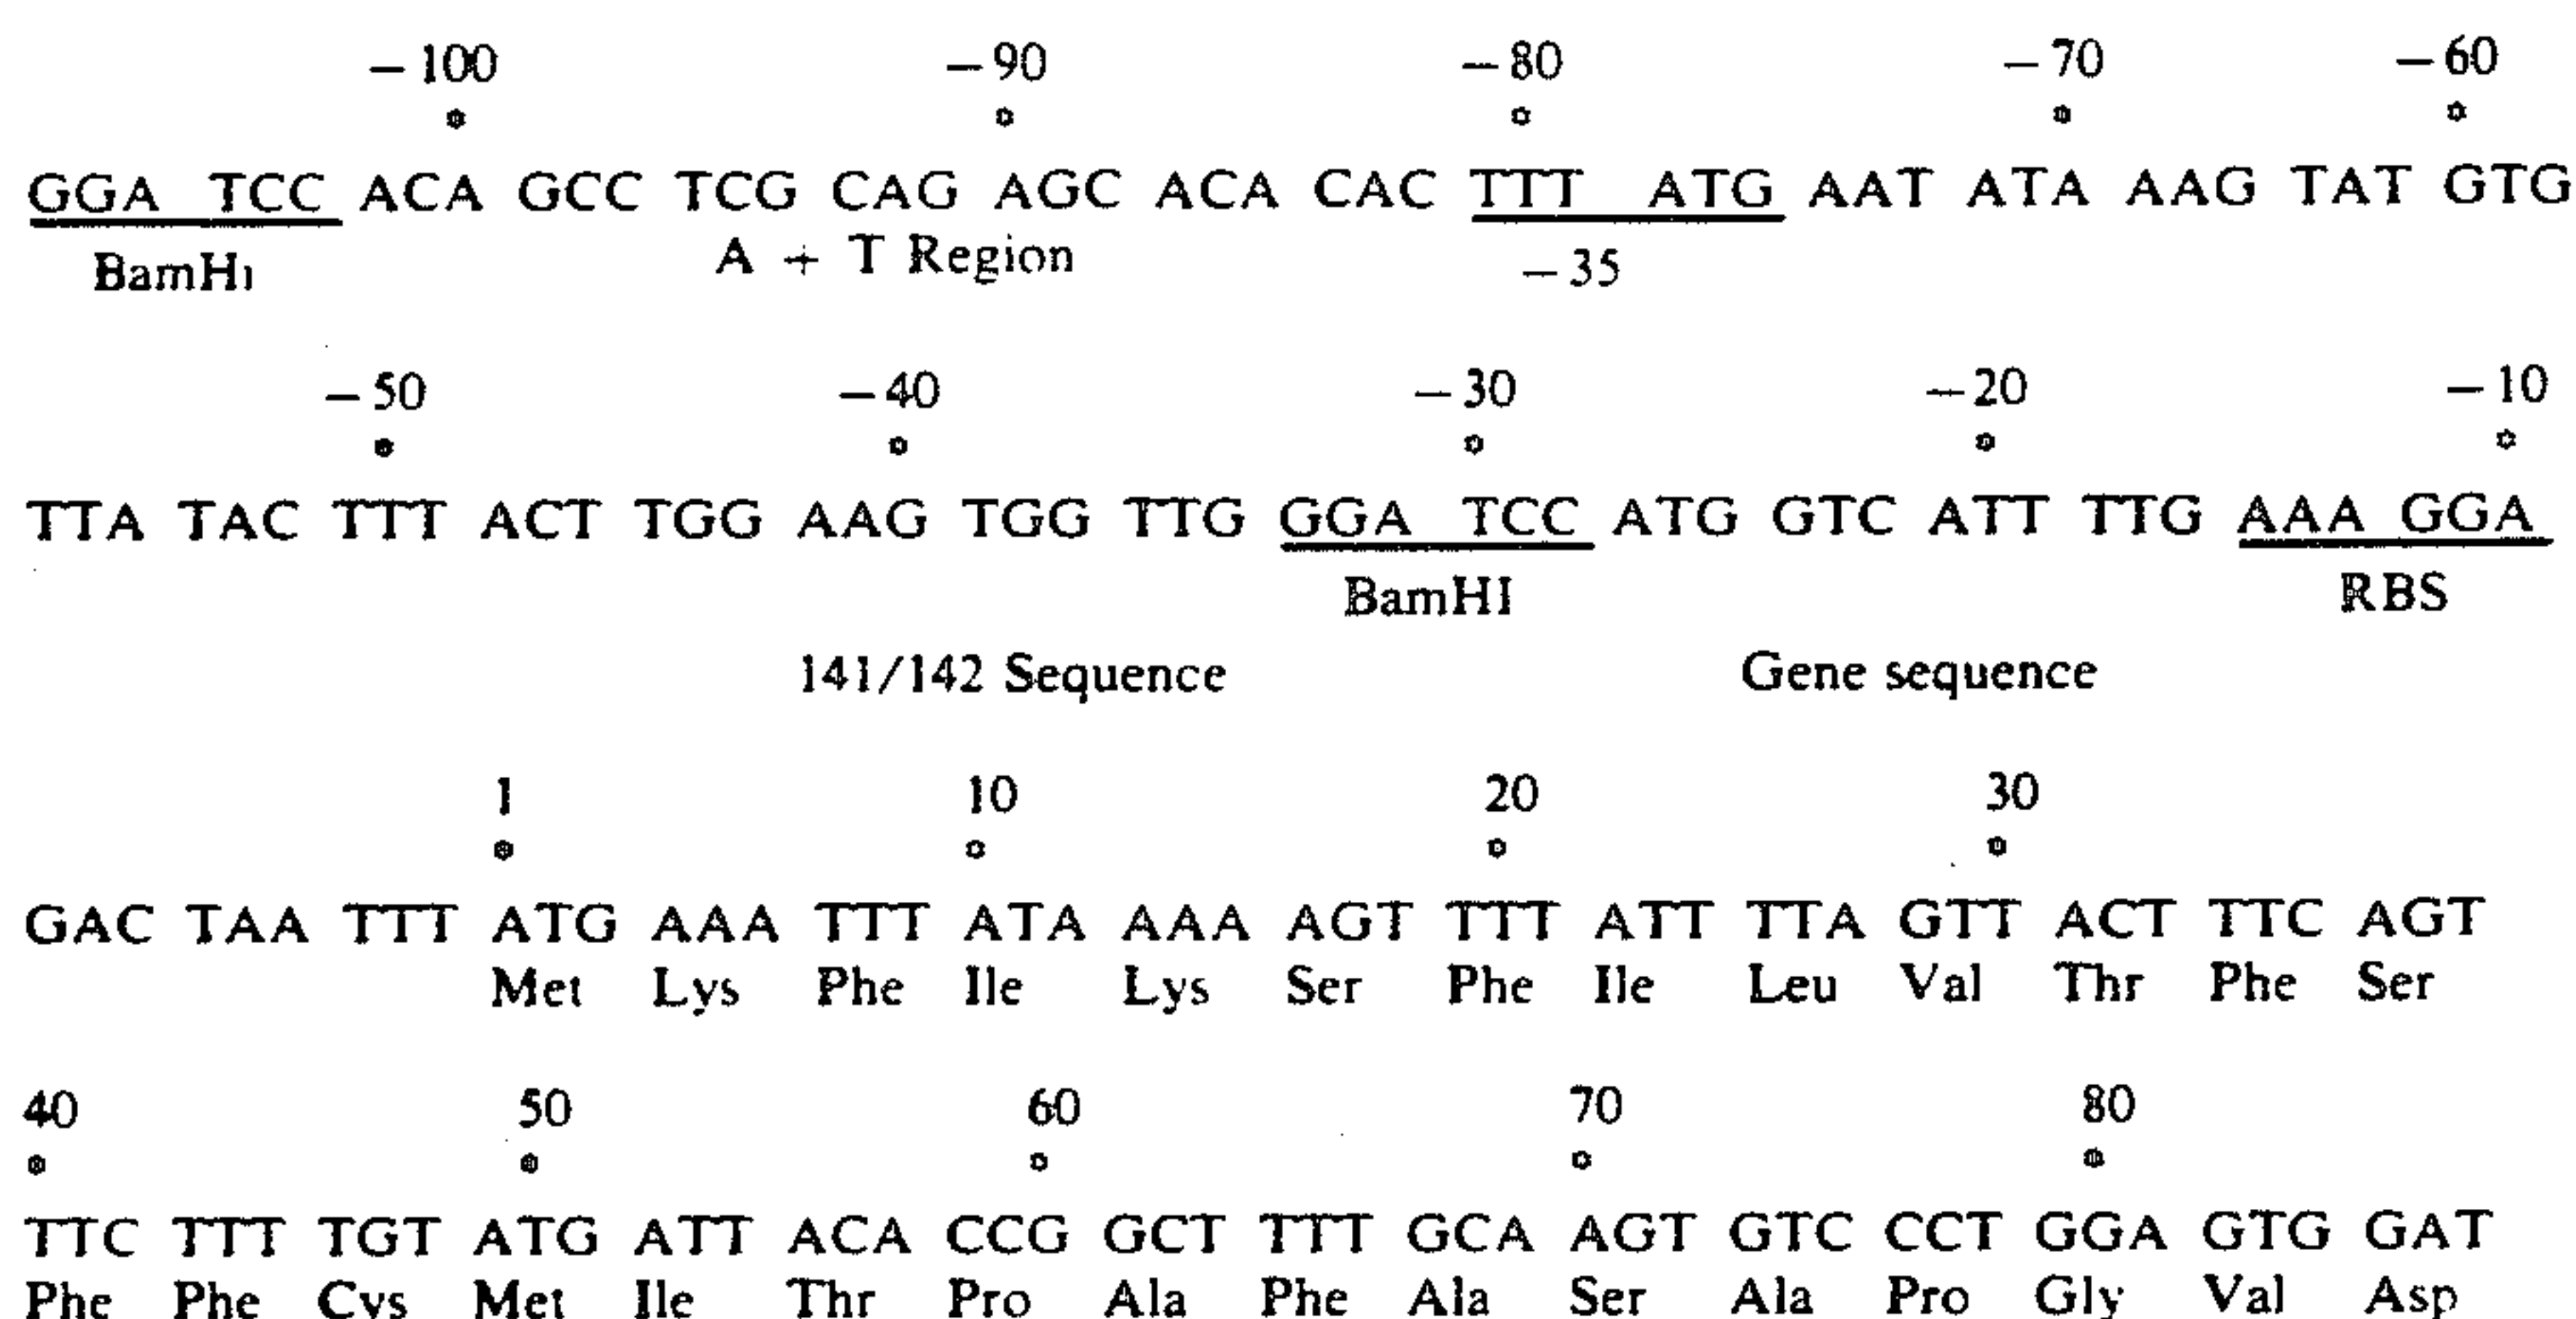 – 100 – 90 – 80 – 70 – 60
GGA TCC ACA GCC TCG CAG AGC ACA CAC TTT ATG AAT ATA AAG TAT GTG
BamHı A + T Region – 35
– 50 – 40 – 30 – 20 – 10
TTA TAC TTT ACT TGG AAG TGG TTG GGA TCC ATG GTC ATT TTG AAA GGA
BamHI RBS
141/142 Sequence Gene sequence
1 10 20 30
GAC TAA TTT ATG AAA TTT ATA AAA AGT TTT ATT TTA GTT ACT TTC AGT
Met Lys Phe Ile Lys Ser Phe Ile Leu Val Thr Phe Ser
40 50 60 70 80
TTC TTT TGT ATG ATT ACA CCG GCT TTT GCA AGT GTC CCT GGA GTG GAT
Phe Phe Cys Met Ile Thr Pro Ala Phe Ala Ser Ala Pro Gly Val Asp